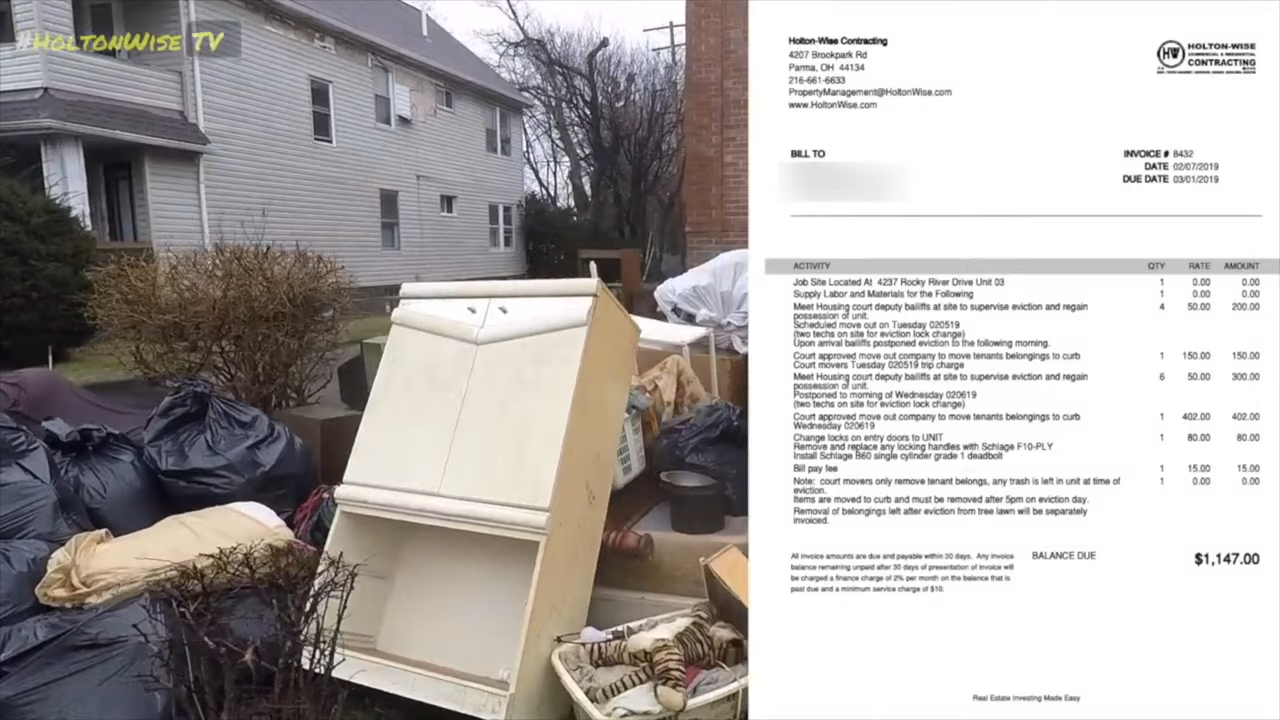 #HOLTONWISE TV
Holton-Wise Contracting
4207 Brookpark Rd
Parma, OH 44134
216-661-6633
PropertyManagement@HoltonWise.com
www.HoltonWise.com
HOLTON-WISE
COMMERCIAL & RESIDENTIAL
CONTRACTING
BILL TO
INVOICE # 8432
DATE 02/07/2019
DUE DATE 03/01/2019
ACTIVITY QTY RATE AMOUNT
Job Site Located At 4237 Rocky River Drive Unit 03 1 0.00 0.00
Supply Labor and Materials for the Following 1 0.00 0.00
Meet Housing court deputy bailiffs at site to supervise eviction and regain 4 50.00 200.00
possession of unit.
Scheduled move out on Tuesday 020519
(two techs on site for eviction lock change)
Upon arrival bailiffs postponed eviction to the following morning.
Court approved move out company to move tenants belongings to curb 1 150.00 150.00
Court movers Tuesday 020519 trip charge
Meet Housing court deputy bailiffs at site to supervise eviction and regain 6 50.00 300.00
possession of unit.
Postponed to morning of Wednesday 020619
(two techs on site for eviction lock change)
Court approved move out company to move tenants belongings to curb 1 402.00 402.00
Wednesday 020619
Change locks on entry doors to UNIT 1 80.00 80.00
Remove and replace any locking handles with Schlage F10-PLY
Install Schlage B60 single cylinder grade 1 deadbolt
Bill pay fee 1 15.00 15.00
Note: court movers only remove tenant belongs, any trash is left in unit at time of 1 0.00 0.00
eviction.
Items are moved to curb and must be removed after 5pm on eviction day.
Removal of belongings left after eviction from tree lawn will be separately
invoiced.
All invoice amounts are due and payable within 30 days. Any invoice
balance remaining unpaid after 30 days of presentation of invoice will
be charged a finance charge of 2% per month on the balance that is
past due and a minimum service charge of $10.
BALANCE DUE $1,147.00
Real Estate Investing Made Easy